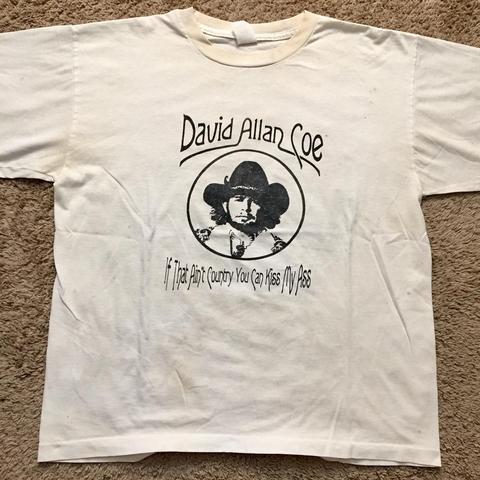 David Allan Coe
If That Ain't Country You Can Kiss My Ass